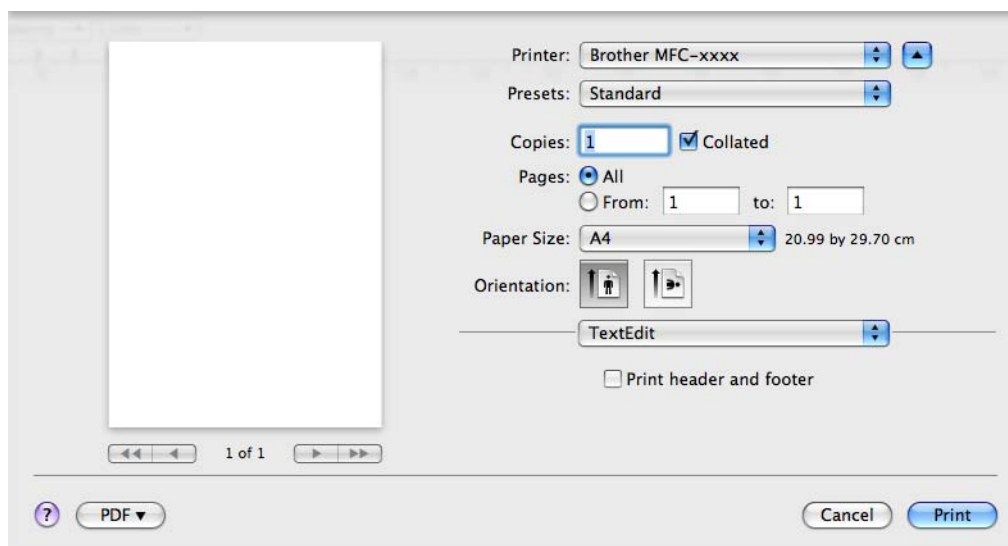 Printer: Brother MFC-xxxx
Presets: Standard
Copies: 1 Collated
Pages: All
From: 1 to: 1
Paper Size: A4 20.99 by 29.70 cm
Orientation:
TextEdit
Print header and footer
1 of 1
? PDF ▼ Cancel Print